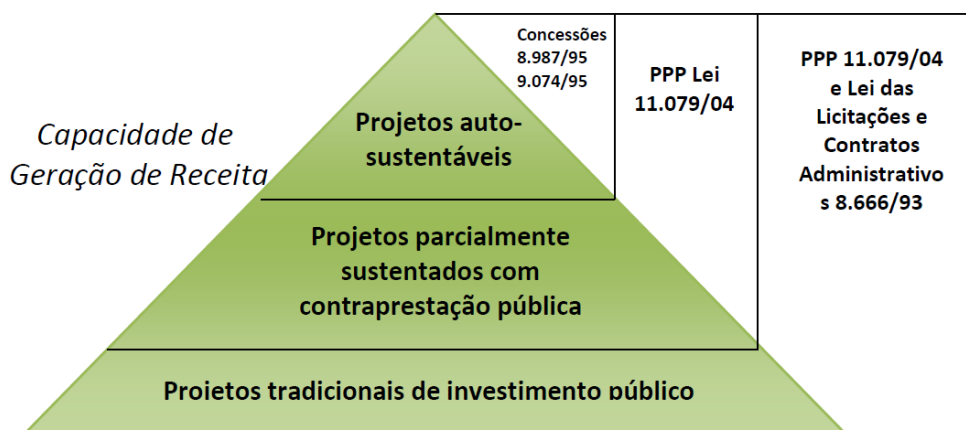 Concessões
8.987/95
9.074/95
PPP Lei
11.079/04
PPP 11.079/04
e Lei das
Licitações e
Contratos
Administrativo
s 8.666/93
Capacidade de
Geração de Receita
Projetos auto-
sustentáveis
Projetos parcialmente
sustentados com
contraprestação pública
Projetos tradicionais de investimento público